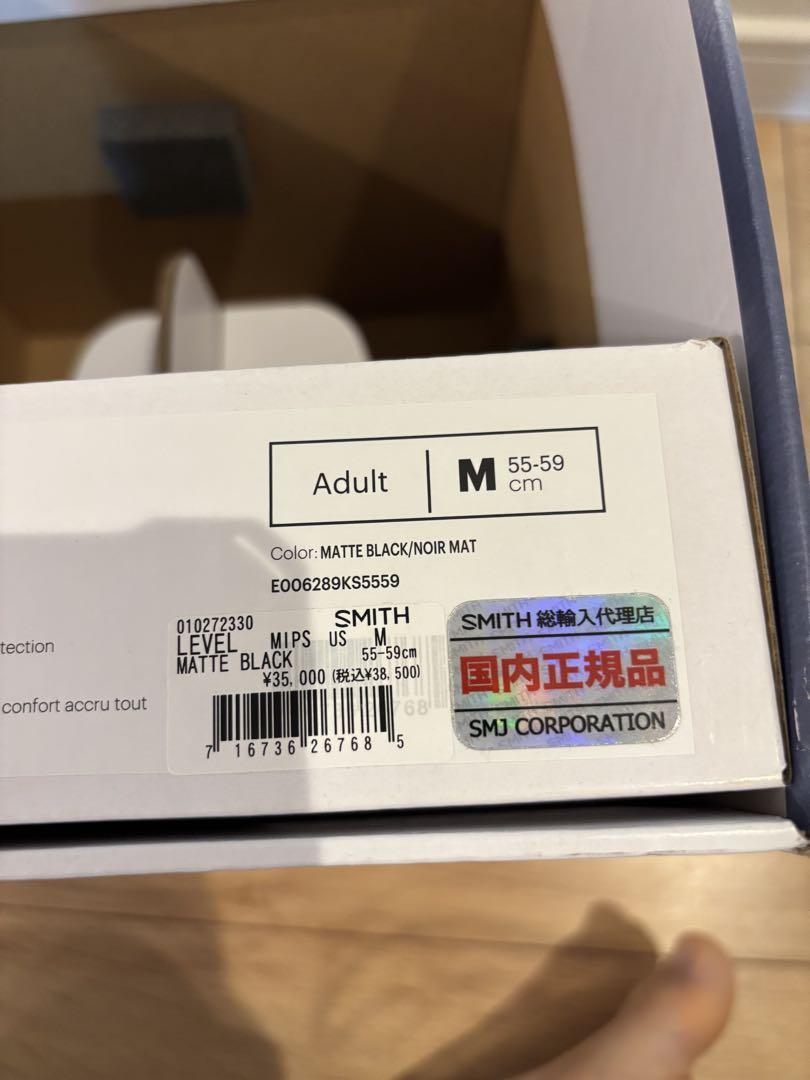 Adult
M 55-59
cm
Color: MATTE BLACK/NOIR MAT
E006289KS5559
tection
confort accru tout
010272330 SMITH
LEVEL MIPS US M
MATTE BLACK 55-59cm
¥35,000 (税込¥38,500)
7 16736 26768 5
SMITH 総輸入代理店
国内正規品
SMJ CORPORATION